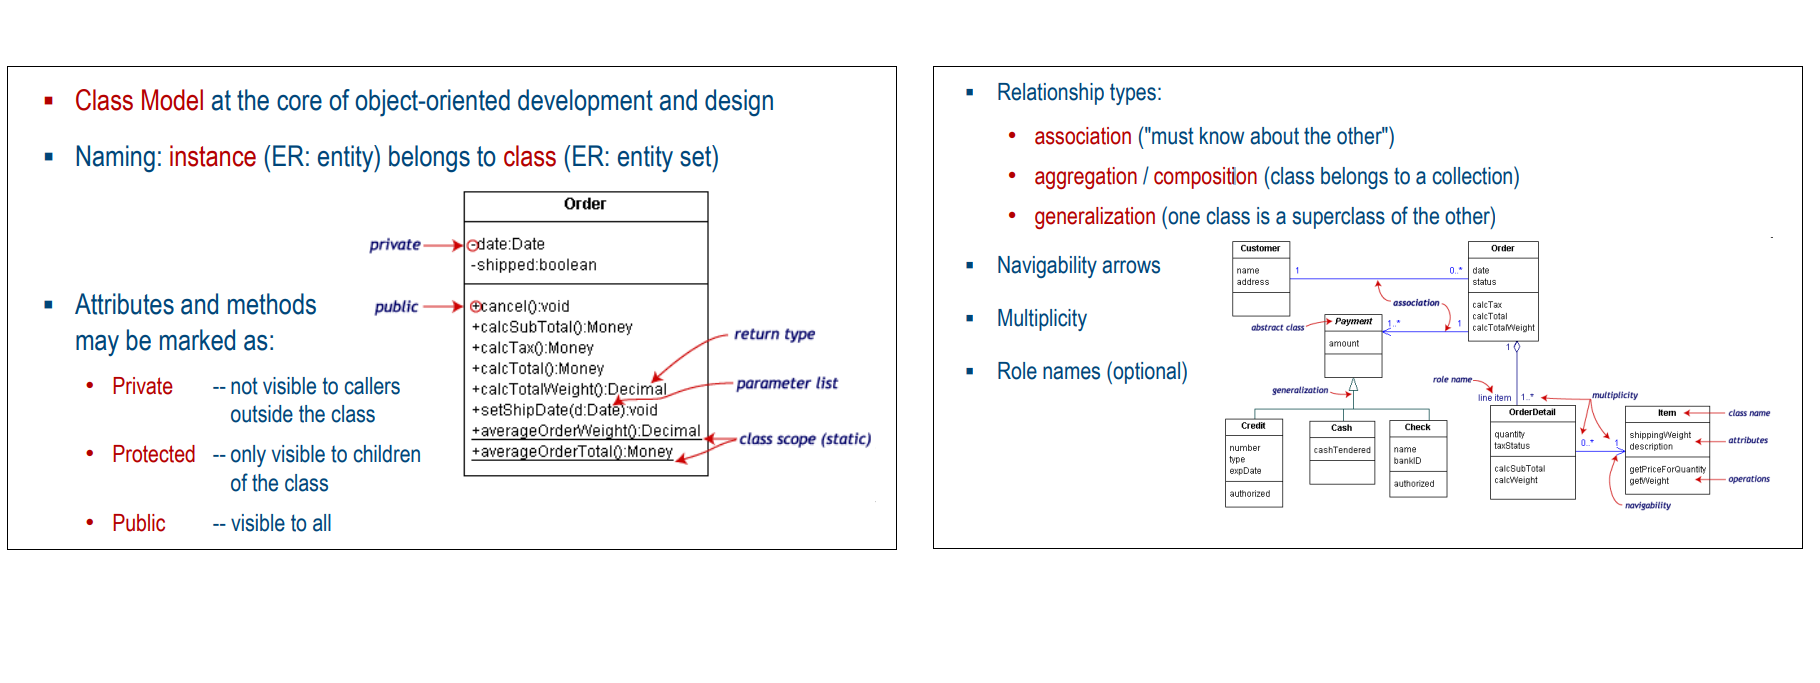 Class Model at the core of object-oriented development and design
Naming: instance (ER: entity) belongs to class (ER: entity set)
Order
private
-date:Date
-shipped:boolean
public
+cancel():void
+calcSubTotal():Money
+calcTax():Money
+calcTotal():Money
+calcTotalWeight():Decimal
+setShipDate(d:Date):void
+averageOrderWeight():Decimal
+averageOrderTotal():Money
return type
parameter list
class scope (static)
Attributes and methods
may be marked as:
Private -- not visible to callers
outside the class
Protected -- only visible to children
of the class
Public -- visible to all
Relationship types:
association ("must know about the other")
aggregation / composition (class belongs to a collection)
generalization (one class is a superclass of the other)
Navigability arrows
Multiplicity
Role names (optional)
Customer
name
address
1
0..*
Order
date
status
calcTax
calcTotal
calcTotalWeight
association
abstract class
Payment
amount
1..*
1
generalization
1
role name
line item
1..*
multiplicity
Credit
number
type
expDate
authorized
Cash
cashTendered
Check
name
bankID
authorized
OrderDetail
quantity
taxStatus
calcSubTotal
calcWeight
0..*
1
Item
shippingWeight
description
getPriceForQuantity
getWeight
class name
attributes
operations
navigability